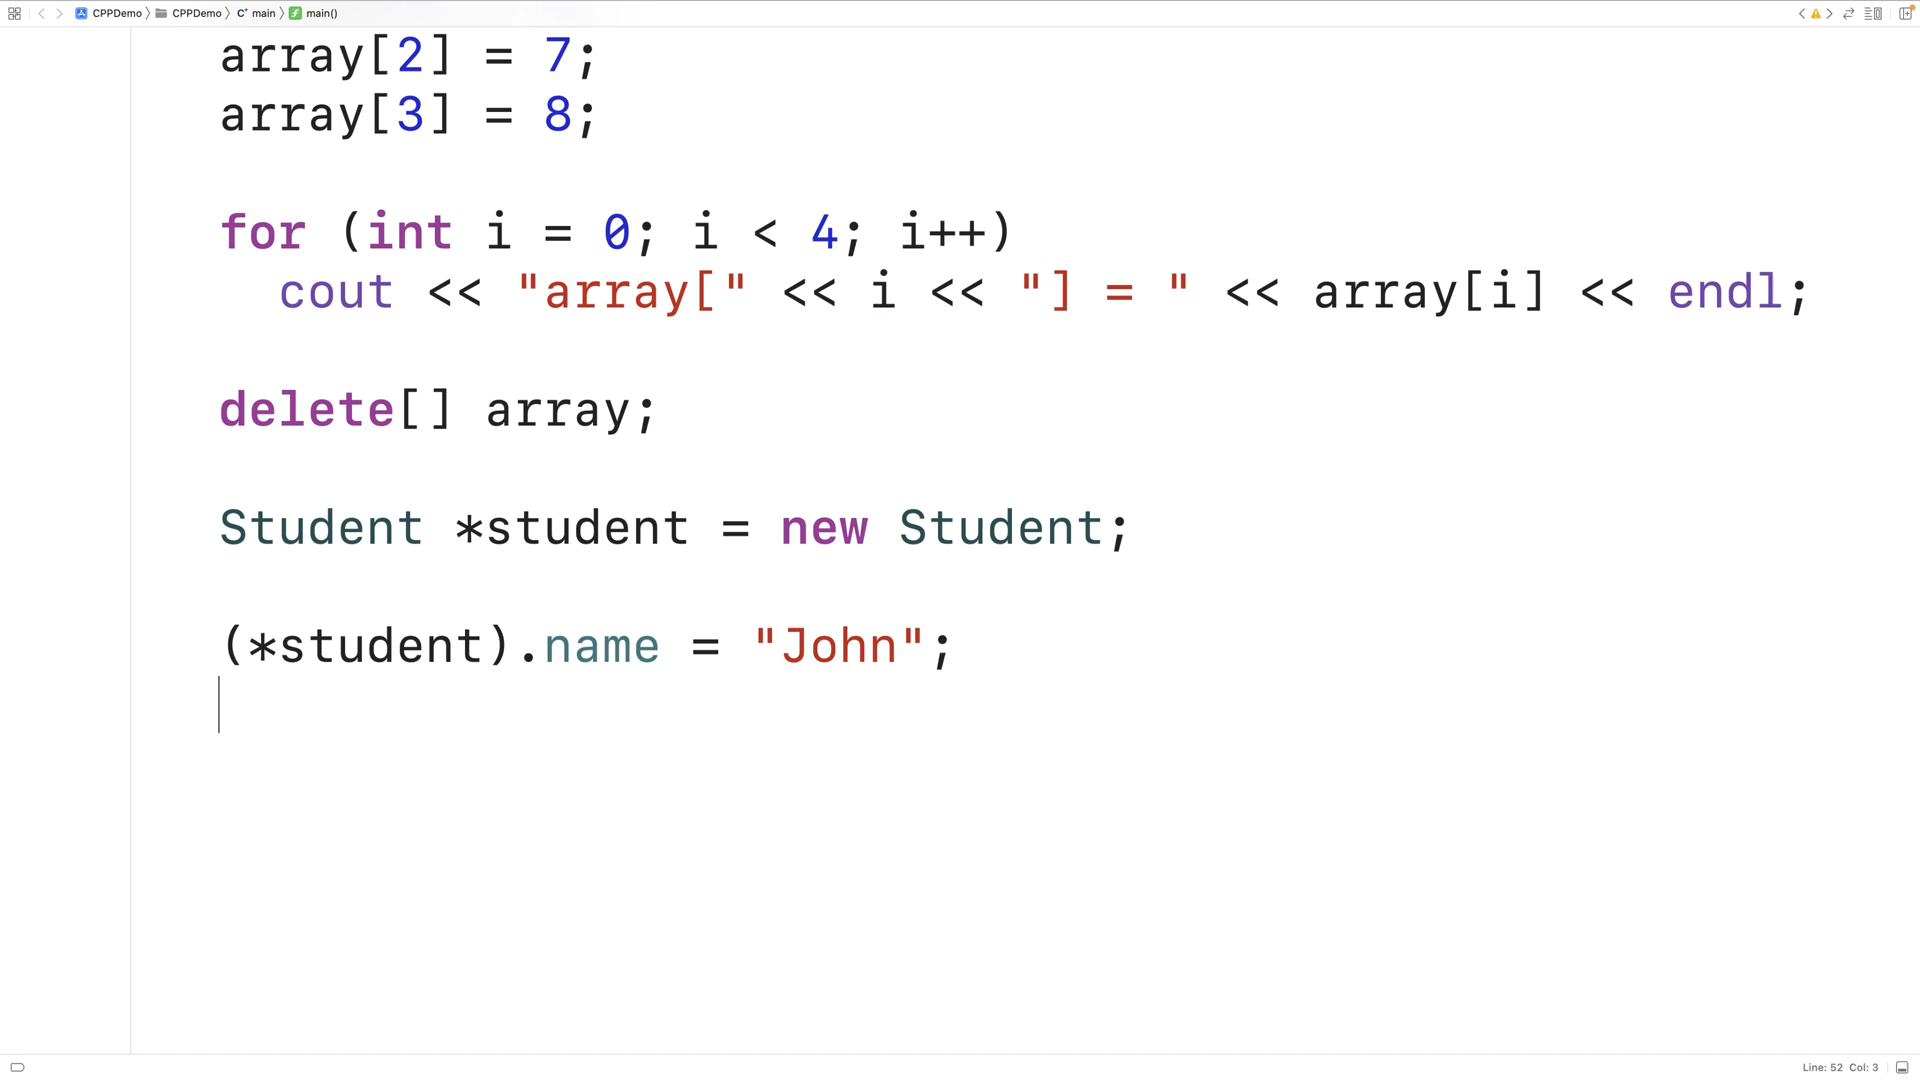 CPPDemo 〉 CPPDemo 〉 C+ main 〉 f main()
array[2] = 7;
array[3] = 8;
for (int i = 0; i < 4; i++)
cout << "array[" << i << "] = " << array[i] << endl;
delete[] array;
Student *student = new Student;
(*student).name = "John";
Line: 52 Col: 3